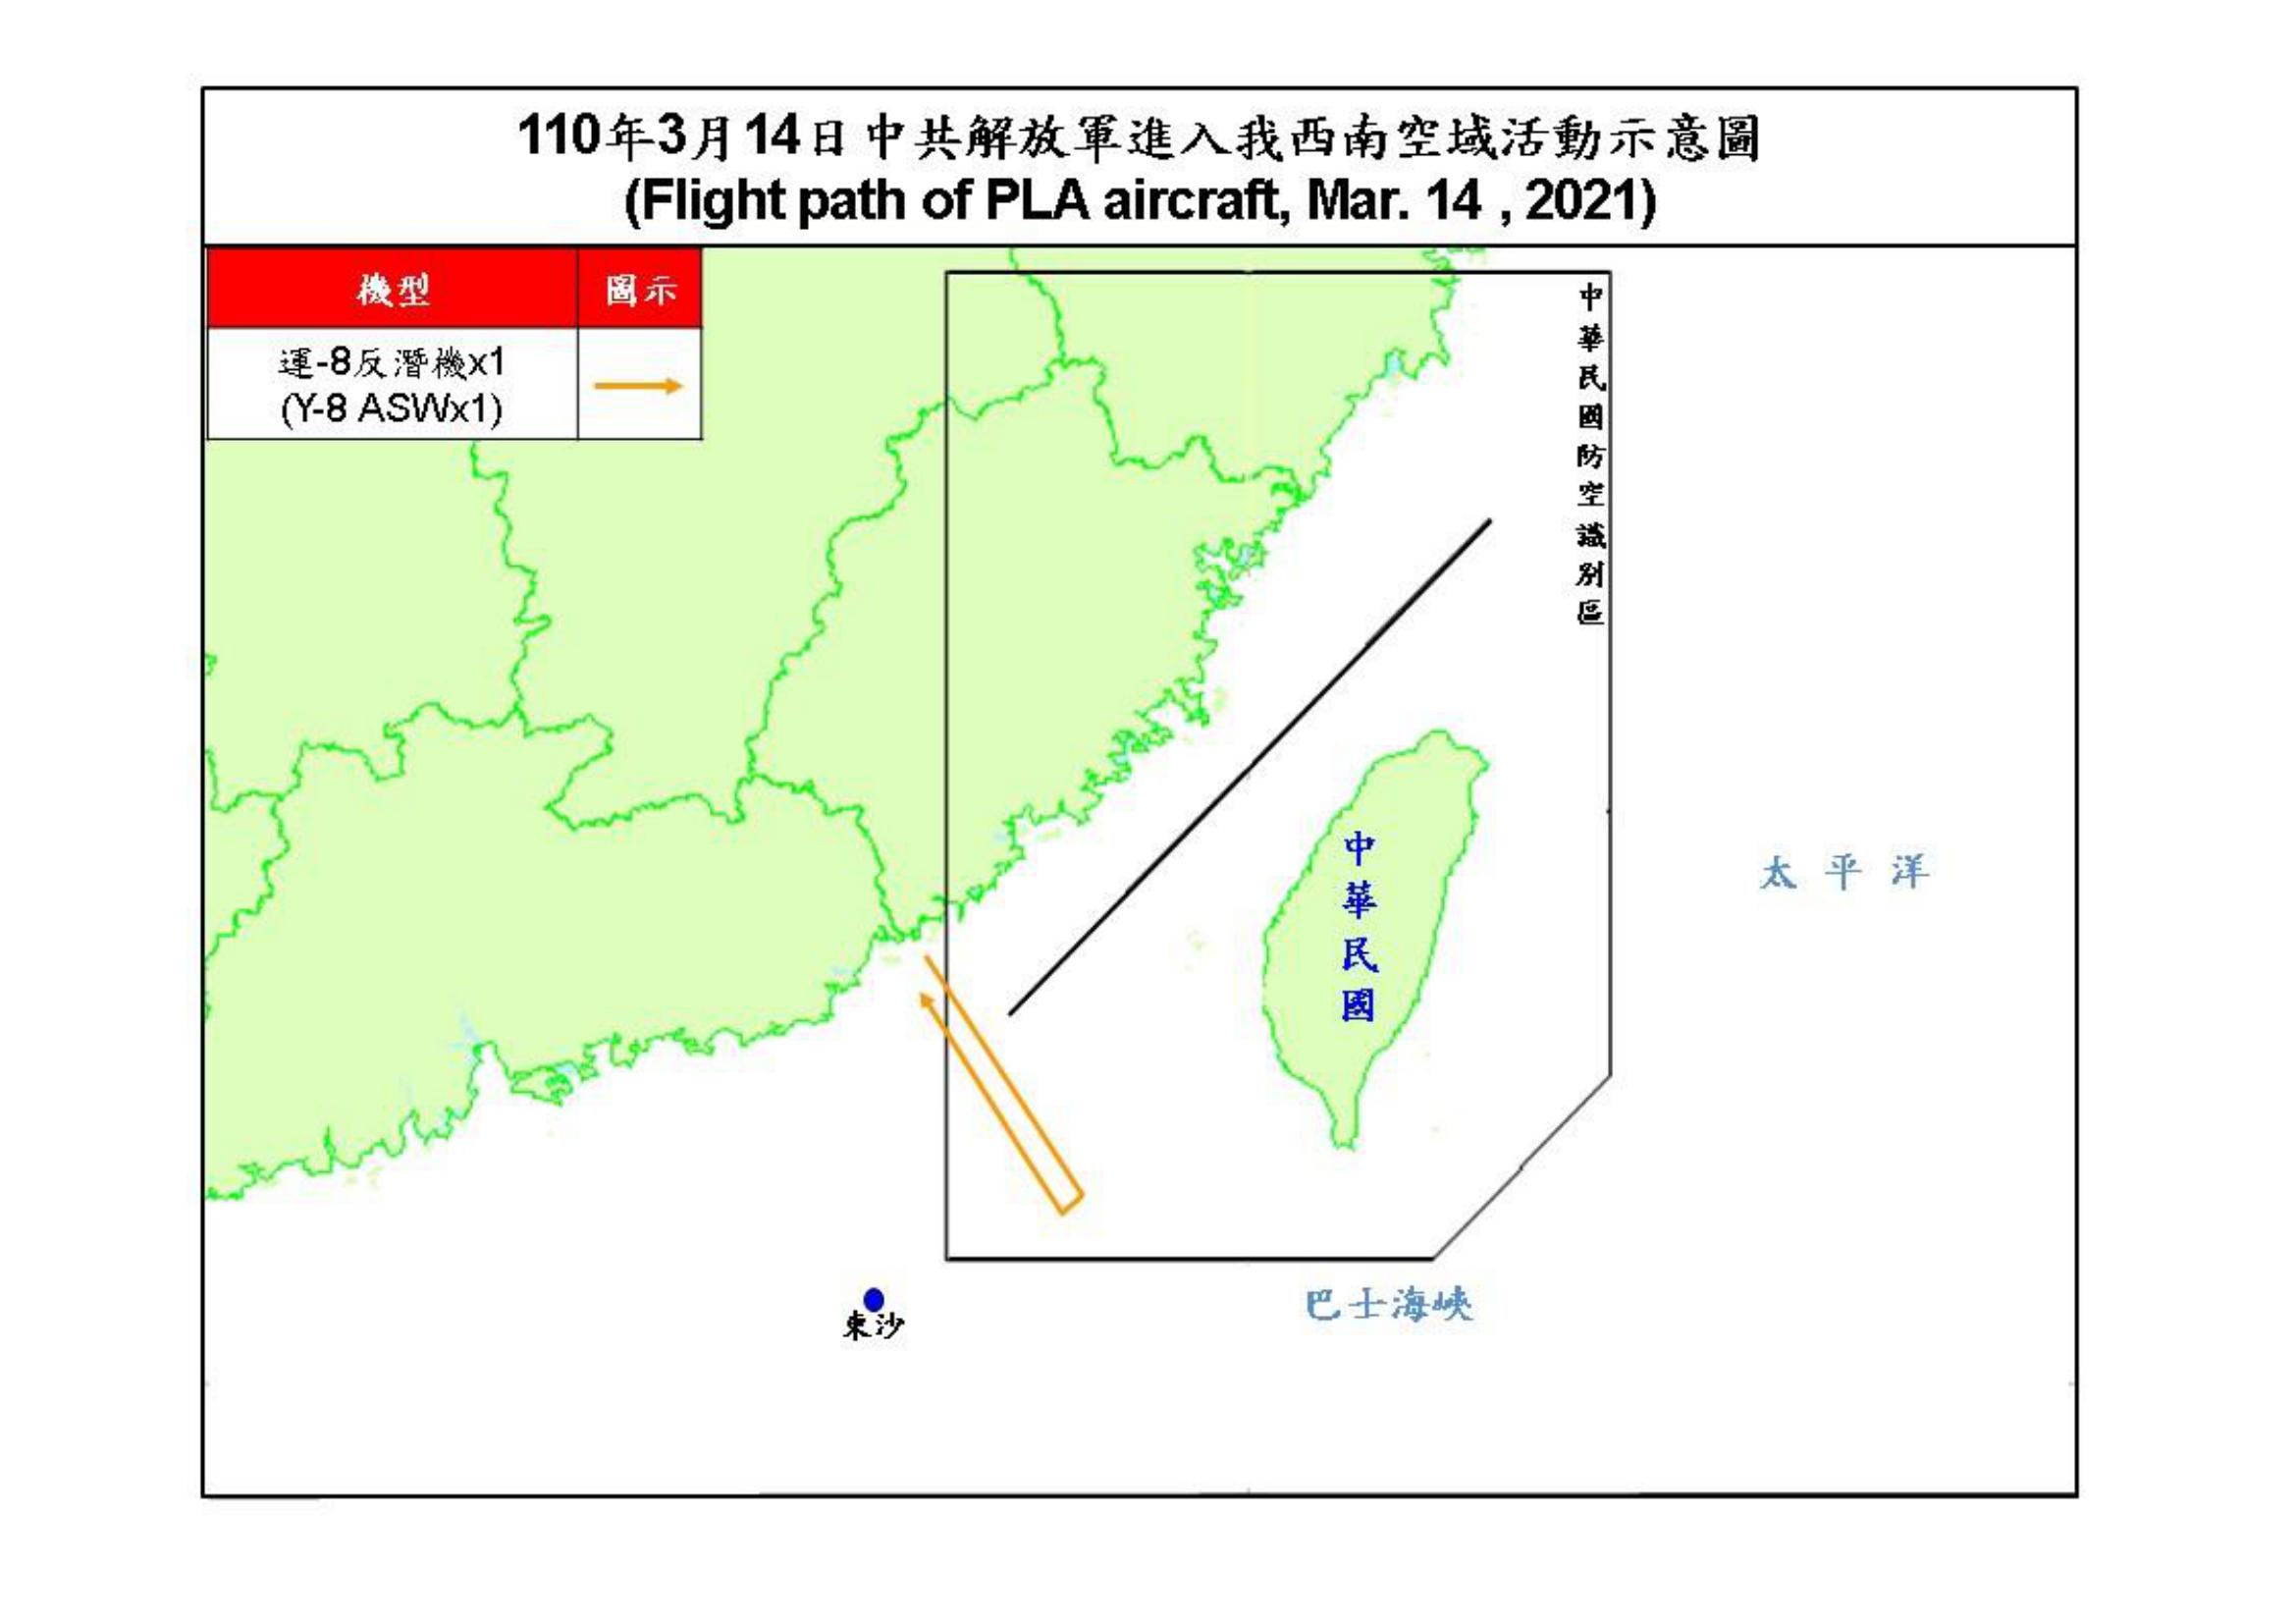 110年3月14日中共解放軍進入我西南空域活動示意圖
(Flight path of PLA aircraft, Mar. 14 , 2021)
機型 圖示
運-8反潛機x1
(Y-8 ASWx1)
中華民國防空識別區
中華民國
太平洋
巴士海峽
東沙